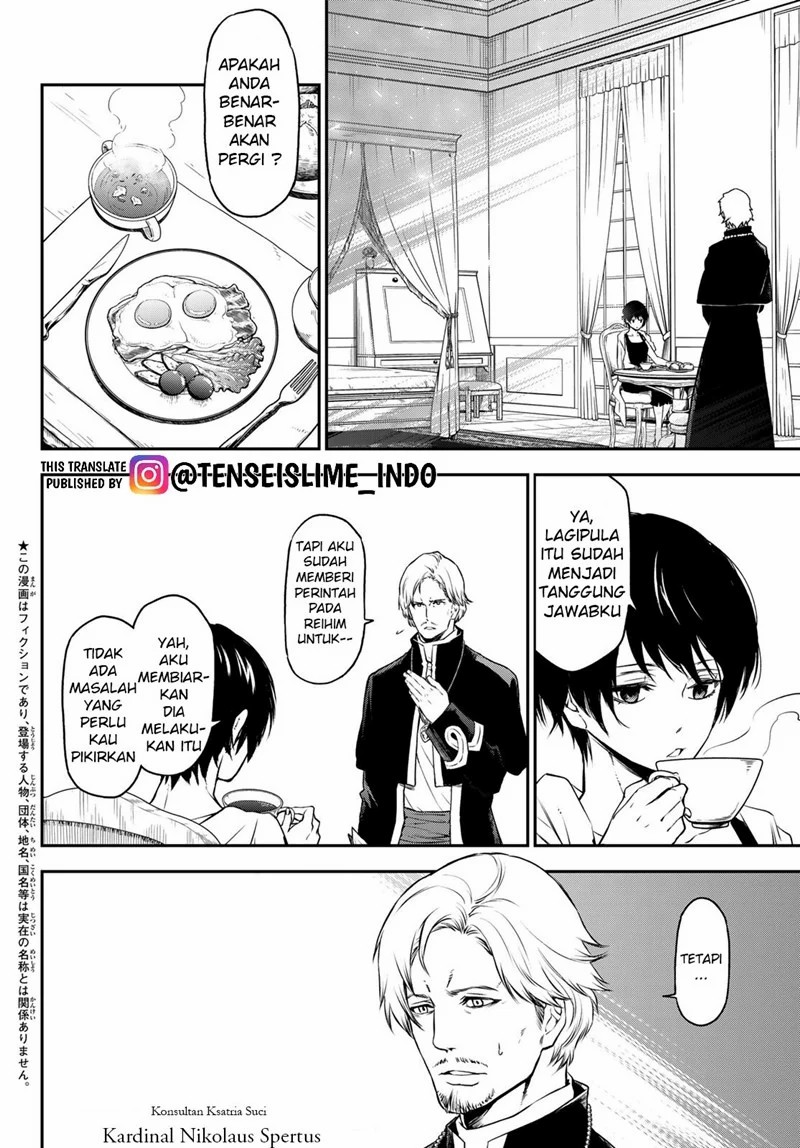 APAKAH
ANDA
BENAR-
BENAR
AKAN
PERGI ?
THIS TRANSLATE
PUBLISHED BY
@TENSEISLIME_INDO
YA,
LAGIPULA
ITU SUDAH
MENJADI
TANGGUNG
JAWABKU
TAPI AKU
SUDAH
MEMBERI
PERINTAH
PADA
REIHIM
UNTUK--
YAH,
AKU
MEMBIAR-
KAN
DIA
MELAKU-
KAN ITU
TIDAK
ADA
MASALAH
YANG
PERLU
KAU
PIKIRKAN
TETAPI
...
Konsultan Ksatria Suci
Kardinal Nikolaus Spertus
★この漫画はフィクションであり、登場する人物、団体、地名、国名等は実在の名称とは関係ありません。